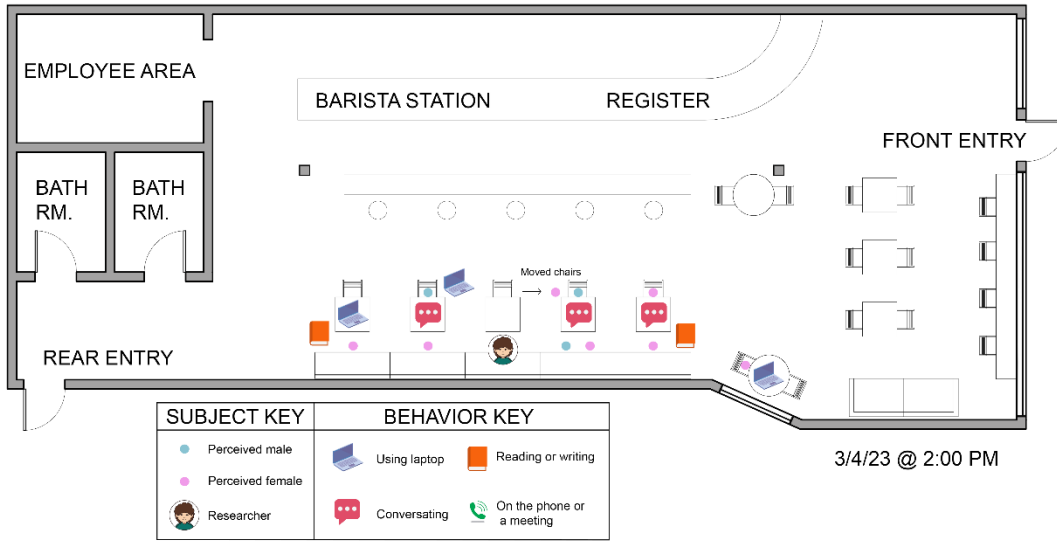 EMPLOYEE AREA
BARISTA STATION
REGISTER
FRONT ENTRY
BATH
RM.
BATH
RM.
Moved chairs
REAR ENTRY
SUBJECT KEY
Perceived male
Perceived female
Researcher
BEHAVIOR KEY
Using laptop
Reading or writing
Conversating
On the phone or
a meeting
3/4/23 @ 2:00 PM